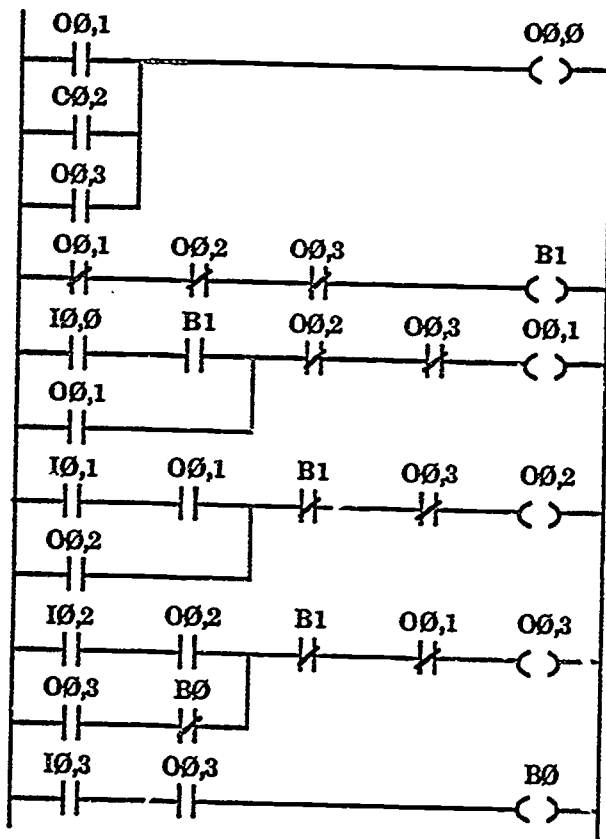 OØ,1 OØ,Ø
CØ,2
OØ,3
OØ,1 OØ,2 OØ,3 B1
IØ,Ø B1 OØ,2 OØ,3 OØ,1
OØ,1
IØ,1 OØ,1 B1 OØ,3 OØ,2
OØ,2
IØ,2 OØ,2 B1 OØ,1 OØ,3
OØ,3 BØ
IØ,3 OØ,3 BØ